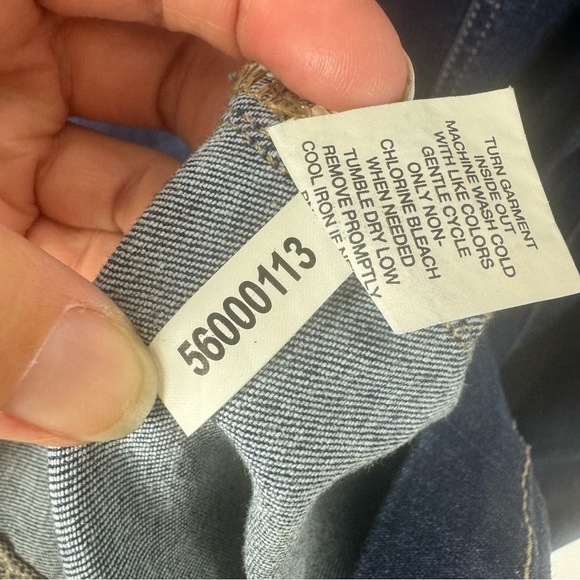 TURN GARMENT
INSIDE OUT
MACHINE WASH COLD
WITH LIKE COLORS
GENTLE CYCLE
ONLY NON-
CHLORINE BLEACH
WHEN NEEDED
TUMBLE DRY LOW
REMOVE PROMPTLY
COOL IRON IF
56000113